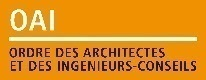 OAI
ORDRE DES ARCHITECTES
ET DES INGENIEURS-CONSEILS